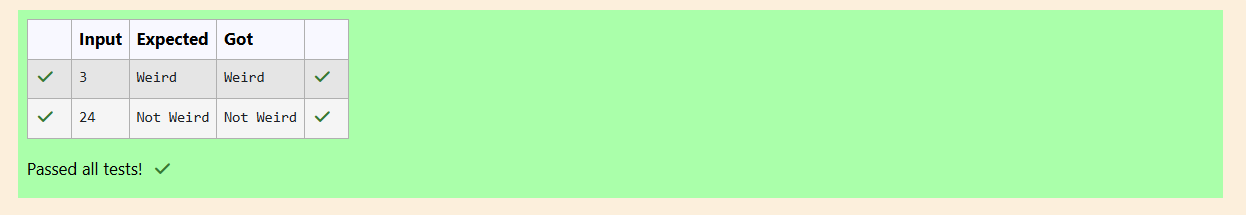 Input Expected Got
3 Weird Weird
24 Not Weird Not Weird
Passed all tests!